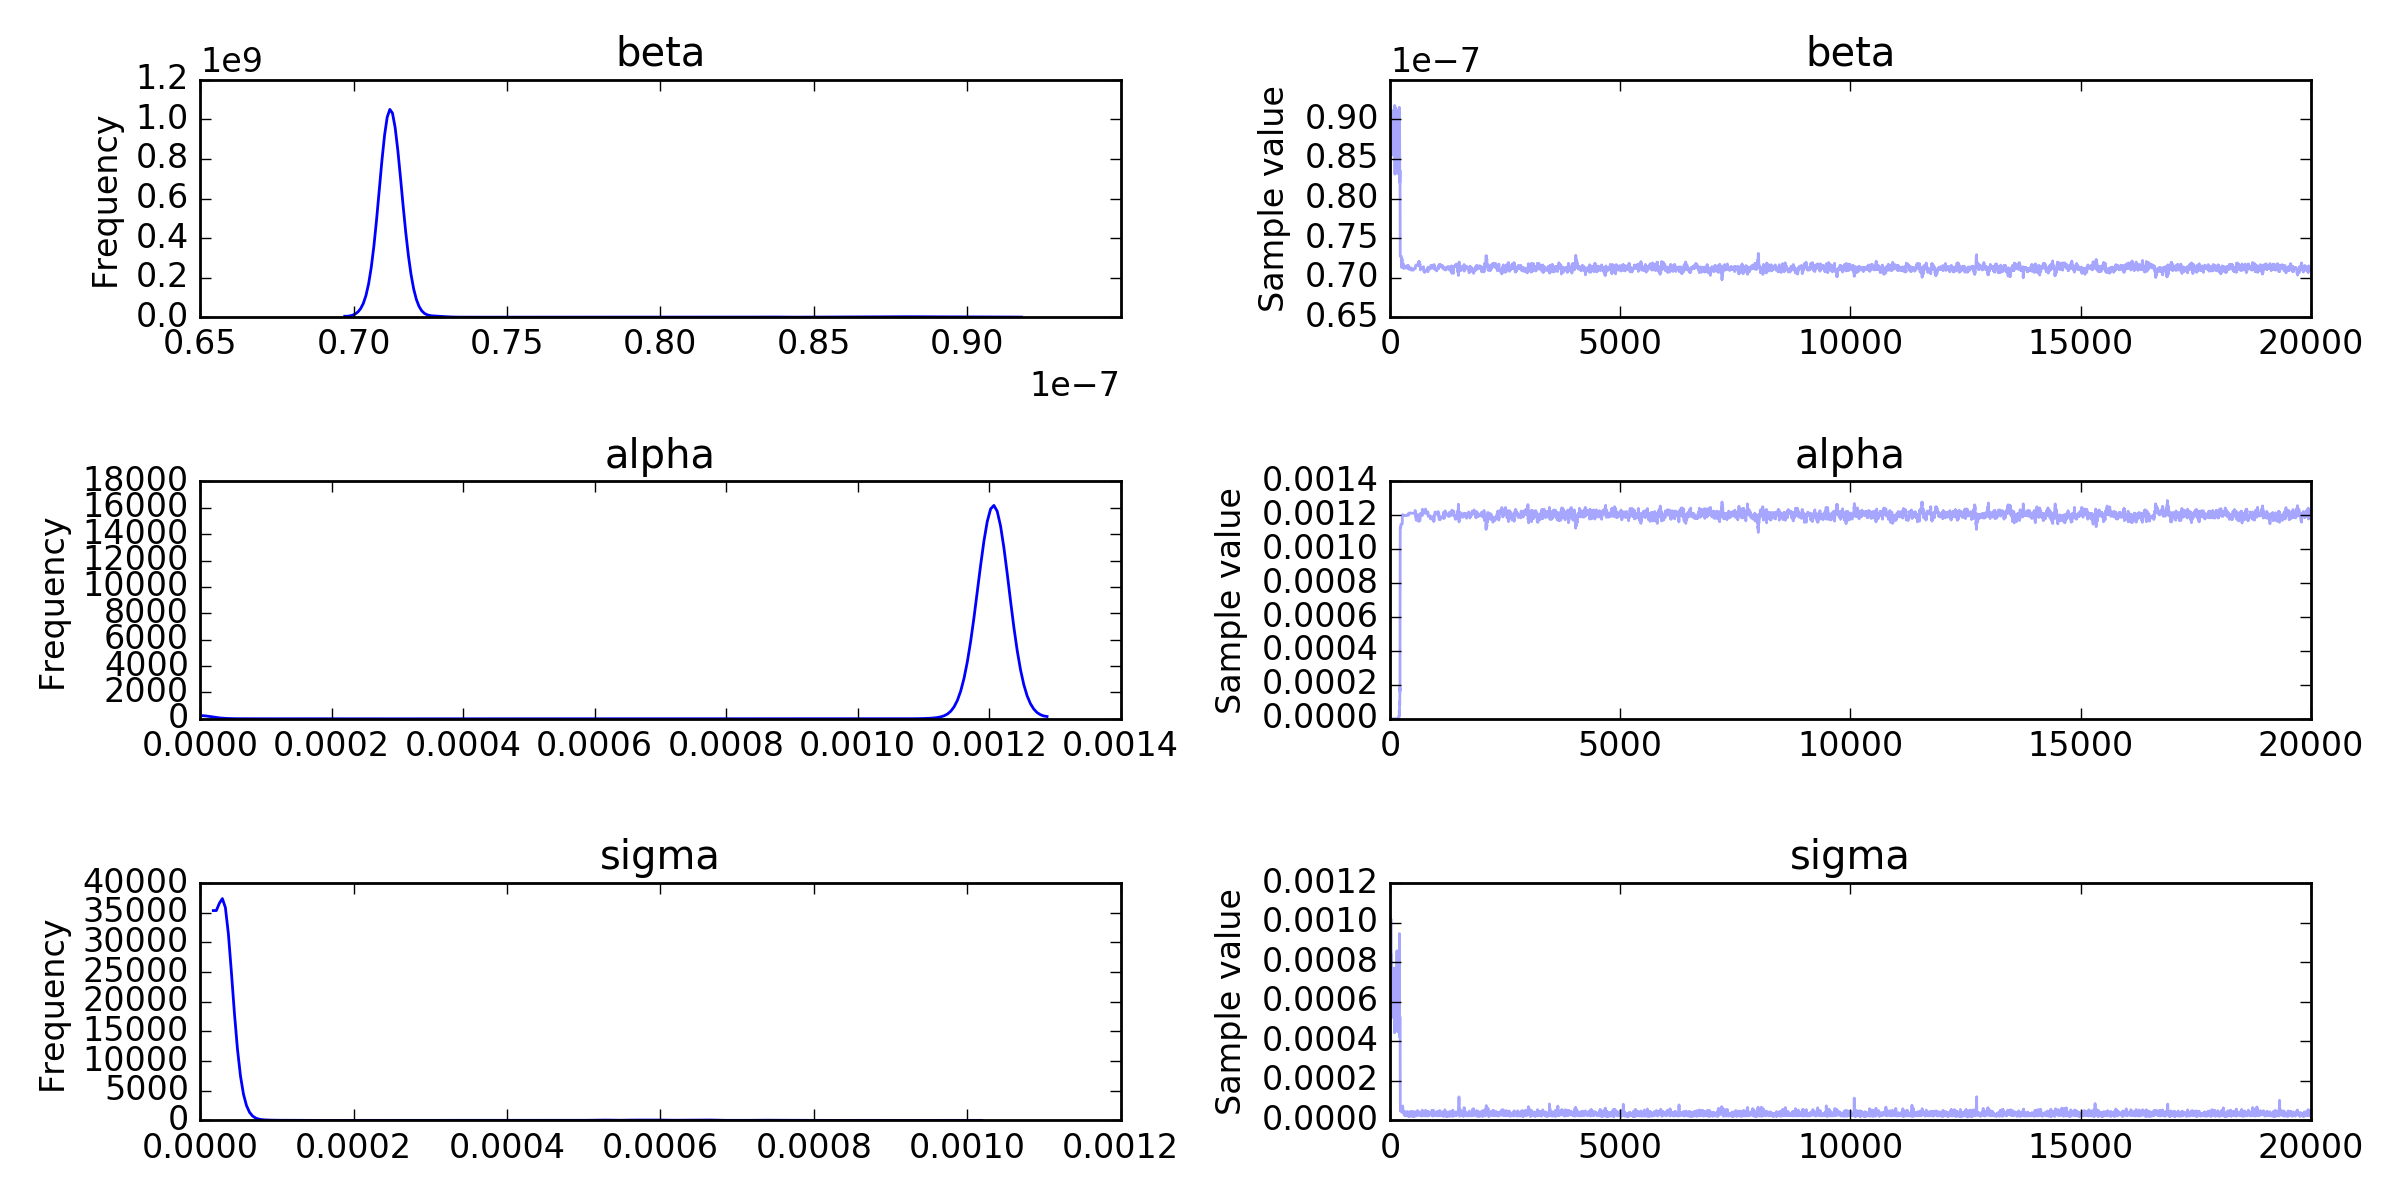 beta
1e9
Frequency
1.2
1.0
0.8
0.6
0.4
0.2
0.0
0.65 0.70 0.75 0.80 0.85 0.90
1e−7
beta
1e−7
Sample value
0.90
0.85
0.80
0.75
0.70
0.65
0 5000 10000 15000 20000
alpha
Frequency
18000
16000
14000
12000
10000
8000
6000
4000
2000
0
0.0000 0.0002 0.0004 0.0006 0.0008 0.0010 0.0012 0.0014
alpha
Sample value
0.0014
0.0012
0.0010
0.0008
0.0006
0.0004
0.0002
0.0000
0 5000 10000 15000 20000
sigma
Frequency
40000
35000
30000
25000
20000
15000
10000
5000
0
0.0000 0.0002 0.0004 0.0006 0.0008 0.0010 0.0012
sigma
Sample value
0.0012
0.0010
0.0008
0.0006
0.0004
0.0002
0.0000
0 5000 10000 15000 20000